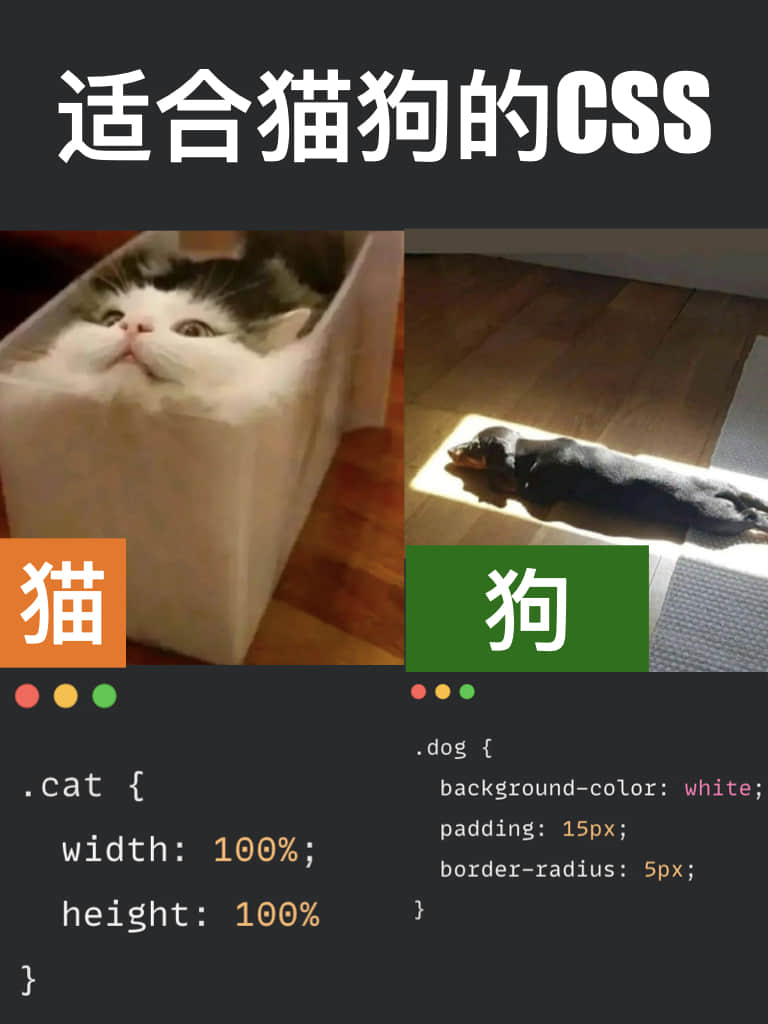 适合猫狗的CSS
猫
狗
.cat {
width: 100%;
height: 100%
}
.dog {
background-color: white;
padding: 15px;
border-radius: 5px;
}